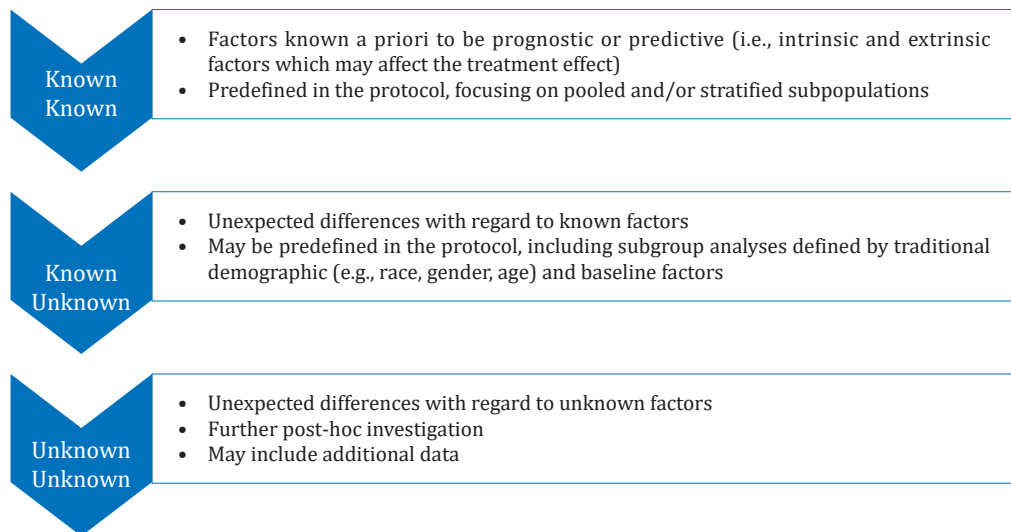 Known
Known
• Factors known a priori to be prognostic or predictive (i.e., intrinsic and extrinsic
factors which may affect the treatment effect)
• Predefined in the protocol, focusing on pooled and/or stratified subpopulations
Known
Unknown
• Unexpected differences with regard to known factors
• May be predefined in the protocol, including subgroup analyses defined by traditional
demographic (e.g., race, gender, age) and baseline factors
Unknown
Unknown
• Unexpected differences with regard to unknown factors
• Further post-hoc investigation
• May include additional data